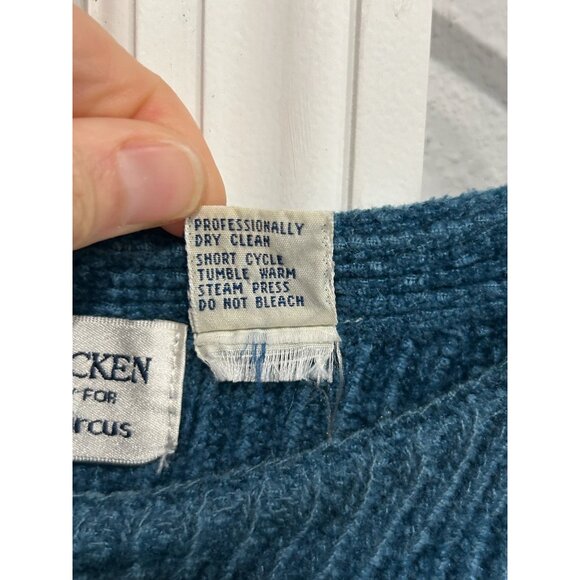 PROFESSIONALLY
DRY CLEAN
SHORT CYCLE
TUMBLE WARM
STEAM PRESS
DO NOT BLEACH
CKEN
FOR
rcus